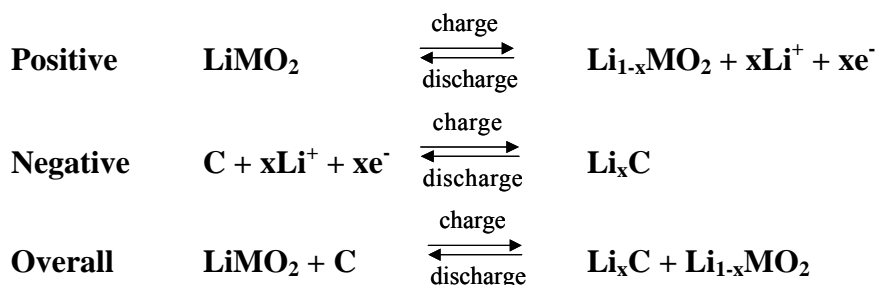 charge
Positive LiMO₂ Li₁₋ₓMO₂ + xLi⁺ + xe⁻
discharge
charge
Negative C + xLi⁺ + xe⁻ LiₓC
discharge
charge
Overall LiMO₂ + C LiₓC + Li₁₋ₓMO₂
discharge